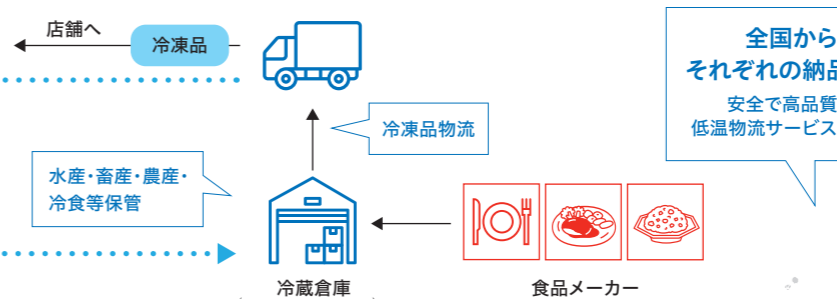 店舗へ
冷凍品
全国から
それぞれの納品
安全で高品質
低温物流サービス
冷凍品物流
水産・畜産・農産・
冷食等保管
冷蔵倉庫
食品メーカー